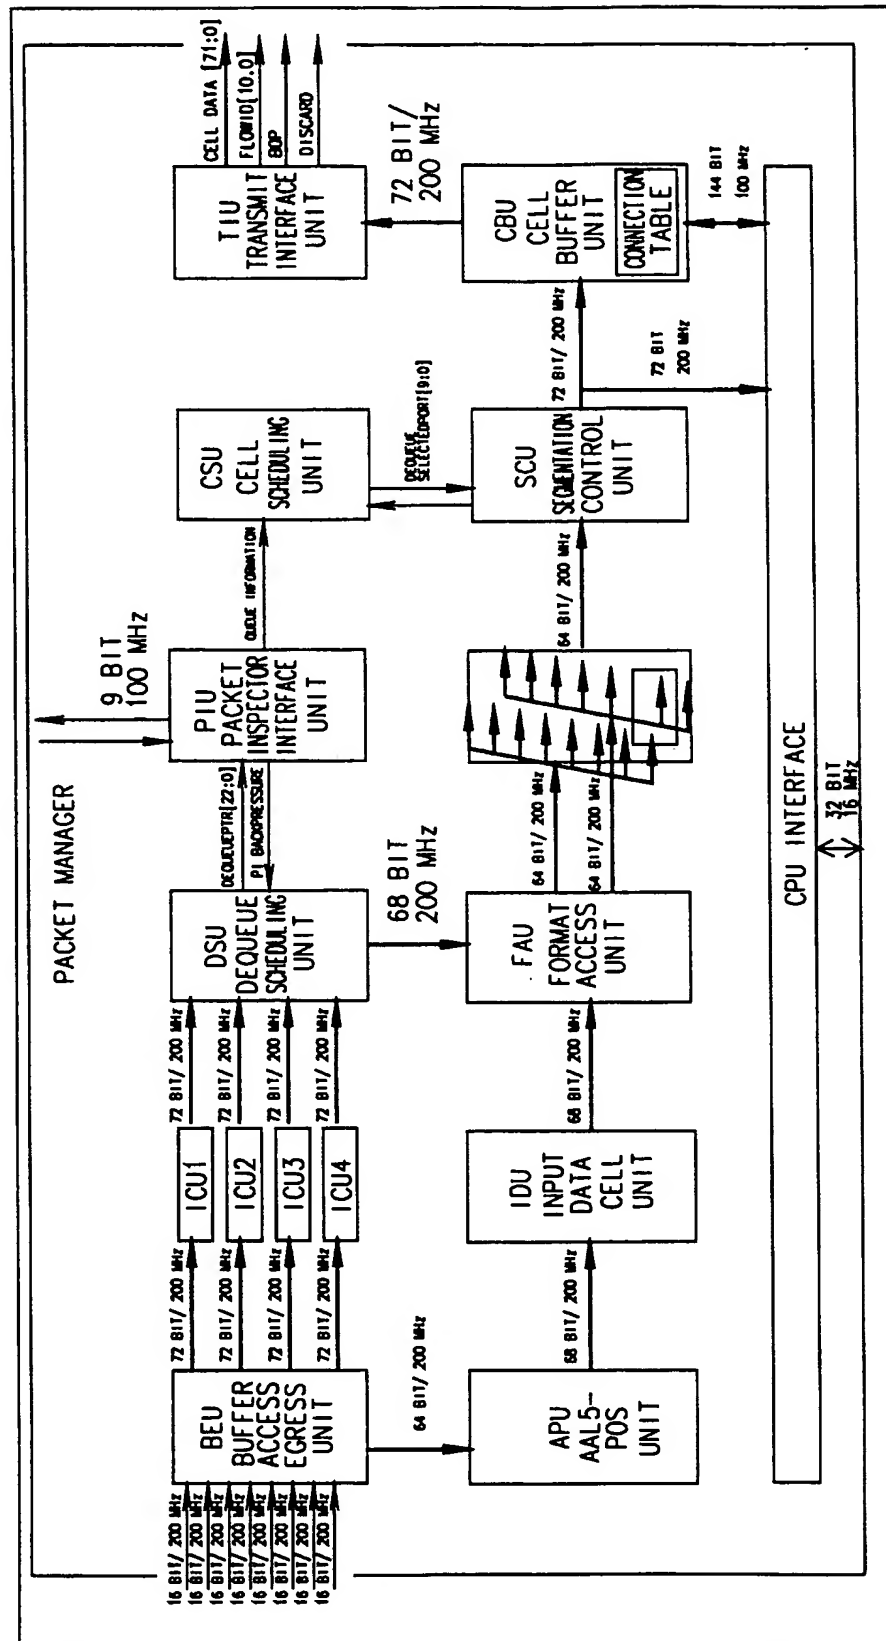 PACKET MANAGER
16 BIT/ 200 MHz
16 BIT/ 200 MHz
16 BIT/ 200 MHz
16 BIT/ 200 MHz
16 BIT/ 200 MHz
16 BIT/ 200 MHz
16 BIT/ 200 MHz
16 BIT/ 200 MHz
BEU
BUFFER
ACCESS
EGRESS
UNIT
72 BIT/ 200 MHz
72 BIT/ 200 MHz
72 BIT/ 200 MHz
72 BIT/ 200 MHz
ICU1
ICU2
ICU3
ICU4
72 BIT/ 200 MHz
72 BIT/ 200 MHz
72 BIT/ 200 MHz
72 BIT/ 200 MHz
DSU
DEQUEUE
SCHEDULING
UNIT
DEQUEUEPTR[22:0]
PI BACKPRESSURE
9 BIT
100 MHz
PIU
PACKET
INSPECTOR
INTERFACE
UNIT
QUEUE INFORMATION
CSU
CELL
SCHEDULING
UNIT
TIU
TRANSMIT
INTERFACE
UNIT
CELL DATA [71:0]
FLOWID[10.0]
BOP
DISCARD
64 BIT/ 200 MHz
68 BIT
200 MHz
DEQUEUE
SELECTEDPORT[9:0]
72 BIT/
200 MHz
APU
AAL5-
POS
UNIT
68 BIT/ 200 MHz
IDU
INPUT
DATA
CELL
UNIT
68 BIT/ 200 MHz
FAU
FORMAT
ACCESS
UNIT
64 BIT/ 200 MHz
64 BIT/ 200 MHz
64 BIT/ 200 MHz
SCU
SEGMENTATION
CONTROL
UNIT
72 BIT/ 200 MHz
72 BIT
200 MHz
CBU
CELL
BUFFER
UNIT
CONNECTION
TABLE
144 BIT
100 MHz
CPU INTERFACE
32 BIT
16 MHz